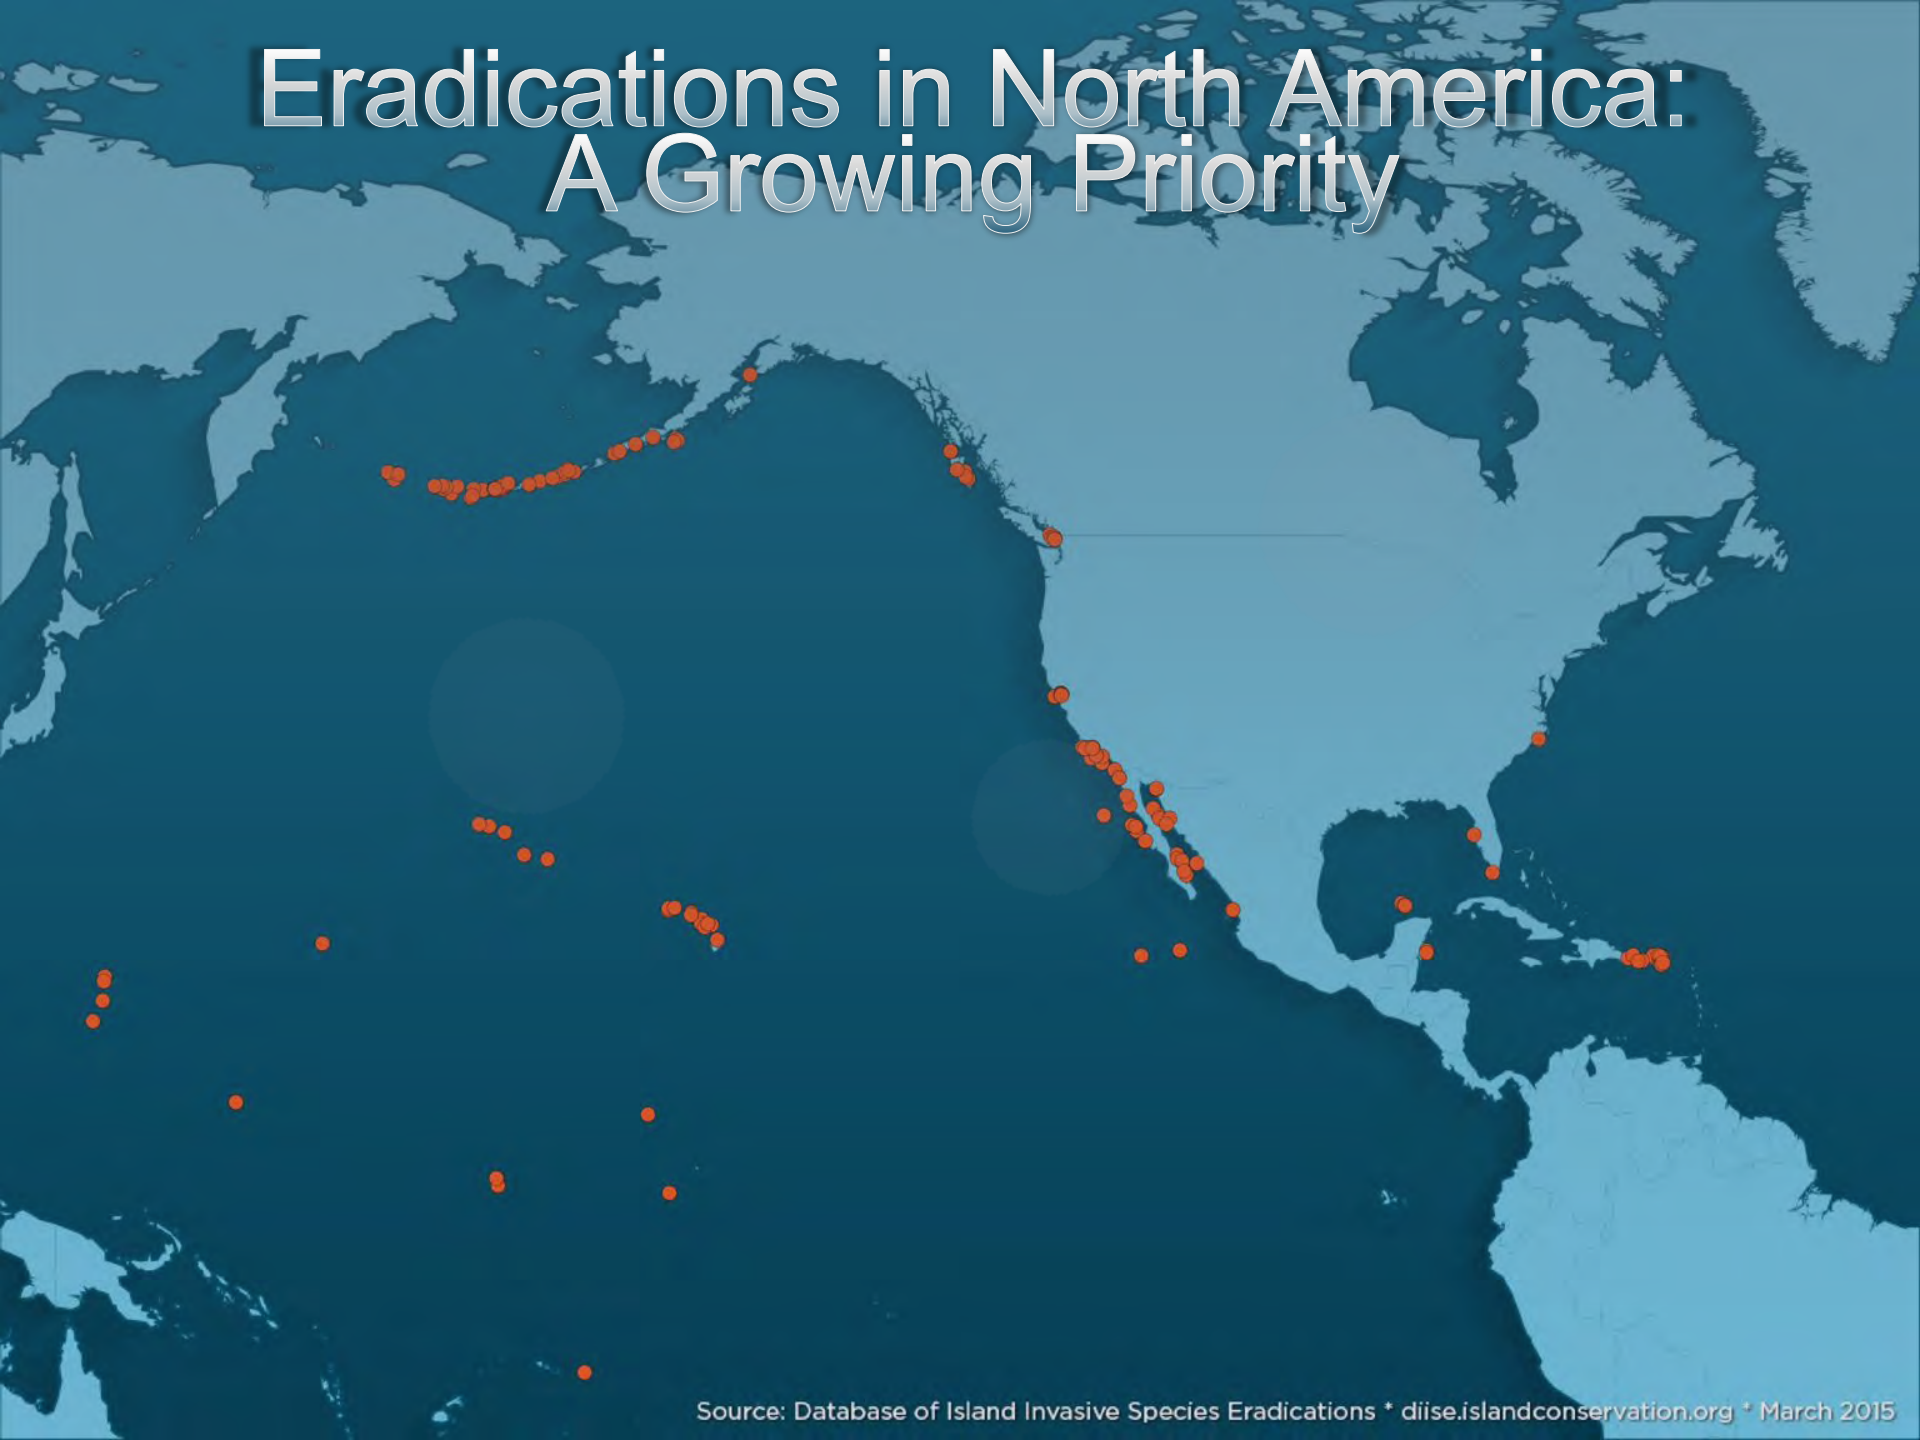 Eradications in North America:
A Growing Priority
Source: Database of Island Invasive Species Eradications * diise.islandconservation.org * March 2015